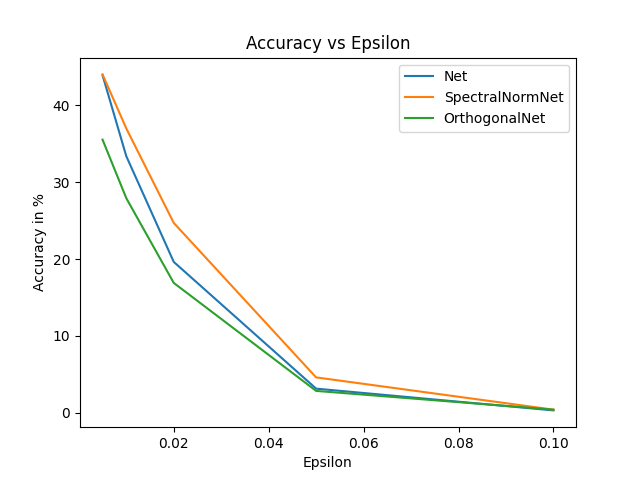 Accuracy vs Epsilon
Net
SpectralNormNet
OrthogonalNet
Accuracy in %
40
30
20
10
0
0.02
0.04
0.06
0.08
0.10
Epsilon